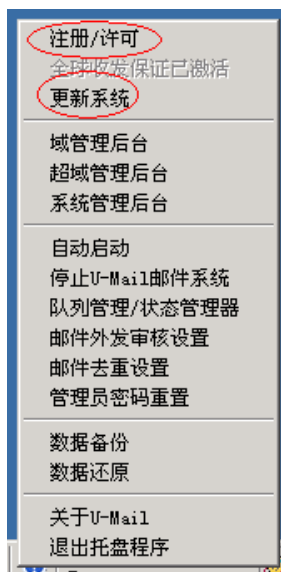 注册/许可
全球收发保证已激活
更新系统
域管理后台
超域管理后台
系统管理后台
自动启动
停止U-Mail邮件系统
队列管理/状态管理器
邮件外发审核设置
邮件去重设置
管理员密码重置
数据备份
数据还原
关于U-Mail
退出托盘程序